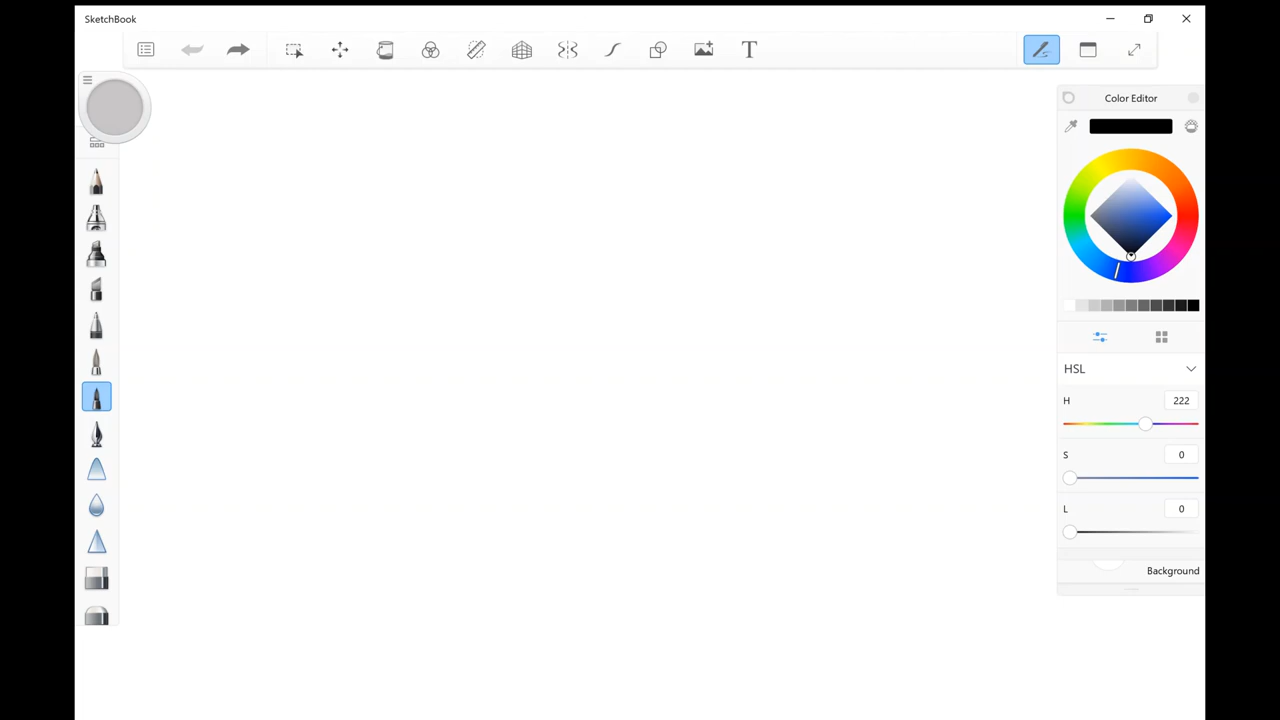 SketchBook
T
Color Editor
HSL
H 222
S 0
L 0
Background